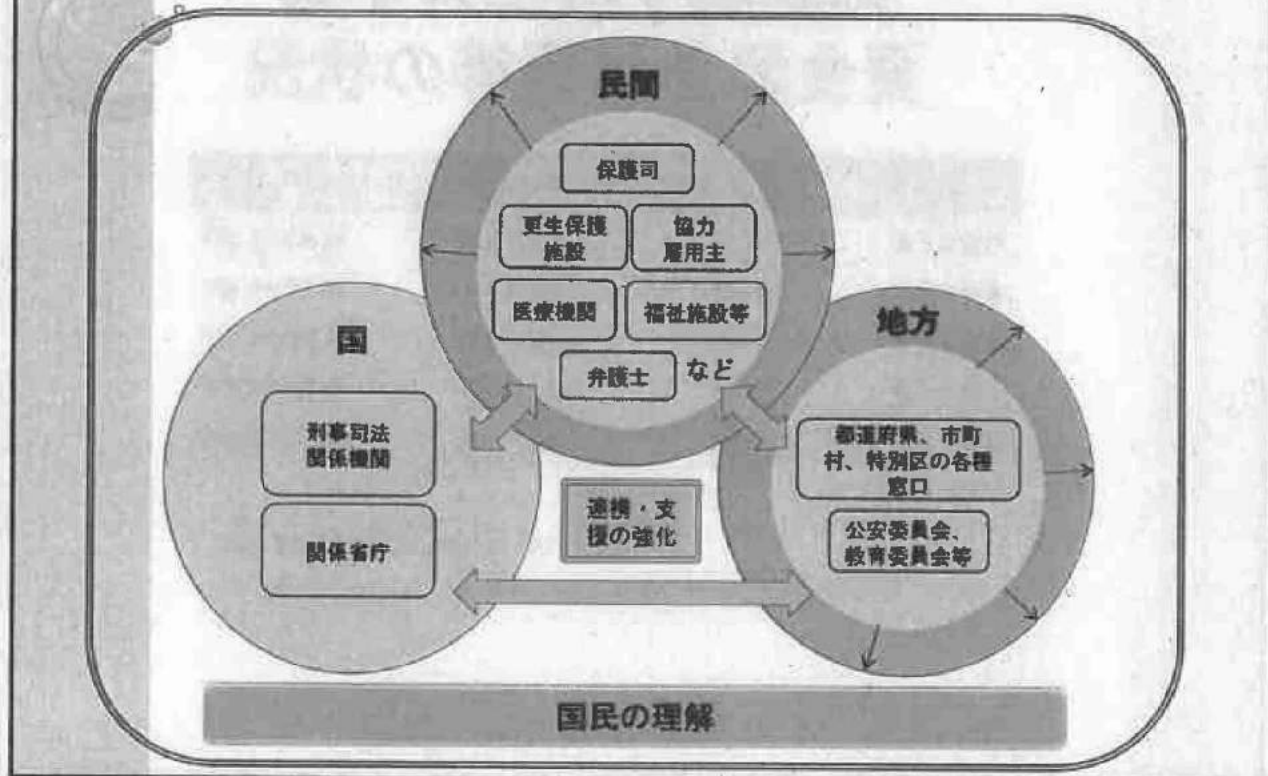 民間
保護司
更生保護
施設
協力
雇用主
医療機関
福祉施設等
弁護士
など
国
刑事司法
関係機関
関係省庁
地方
都道府県、市町
村、特別区の各種
窓口
公安委員会、
教育委員会等
連携・支
援の強化
国民の理解